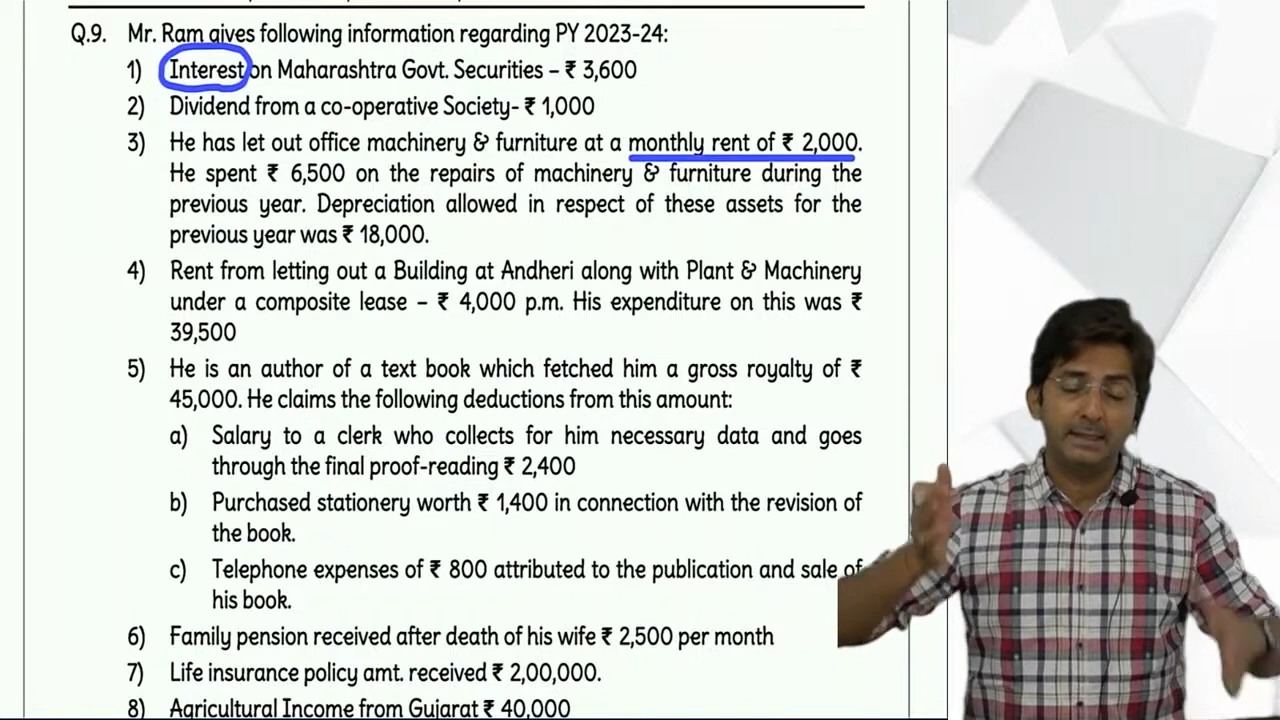 Q.9. Mr. Ram gives following information regarding PY 2023-24:
1) Interest on Maharashtra Govt. Securities – ₹ 3,600
2) Dividend from a co-operative Society- ₹ 1,000
3) He has let out office machinery & furniture at a monthly rent of ₹ 2,000.
He spent ₹ 6,500 on the repairs of machinery & furniture during the
previous year. Depreciation allowed in respect of these assets for the
previous year was ₹ 18,000.
4) Rent from letting out a Building at Andheri along with Plant & Machinery
under a composite lease – ₹ 4,000 p.m. His expenditure on this was ₹
39,500
5) He is an author of a text book which fetched him a gross royalty of ₹
45,000. He claims the following deductions from this amount:
a) Salary to a clerk who collects for him necessary data and goes
through the final proof-reading ₹ 2,400
b) Purchased stationery worth ₹ 1,400 in connection with the revision of
the book.
c) Telephone expenses of ₹ 800 attributed to the publication and sale of
his book.
6) Family pension received after death of his wife ₹ 2,500 per month
7) Life insurance policy amt. received ₹ 2,00,000.
8) Agricultural Income from Gujarat ₹ 40,000